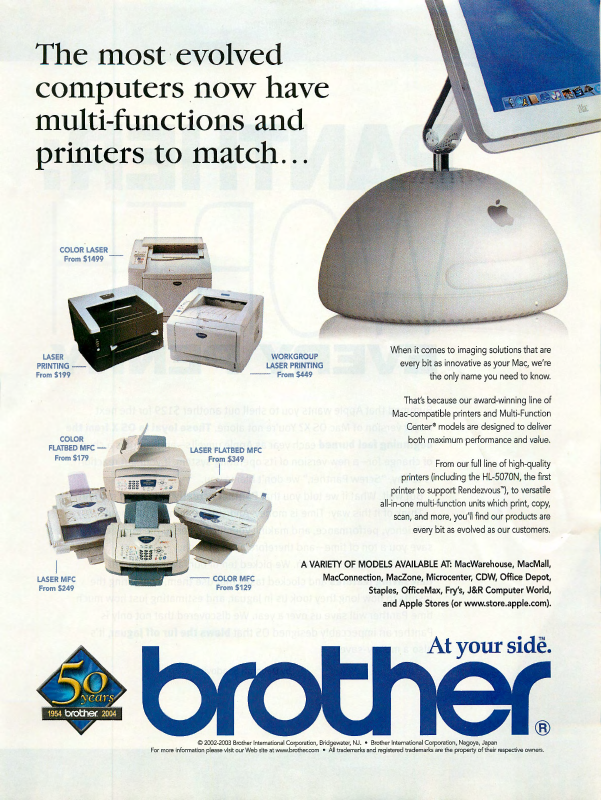 The most evolved
computers now have
multi-functions and
printers to match...
COLOR LASER
From $1499
LASER
PRINTING
From $199
WORKGROUP
LASER PRINTING
From $449
When it comes to imaging solutions that are
every bit as innovative as your Mac, we're
the only name you need to know.
That's because our award-winning line of
Mac-compatible printers and Multi-Function
Center® models are designed to deliver
both maximum performance and value.
COLOR
FLATBED MFC
From $179
LASER FLATBED MFC
From $349
From our full line of high-quality
printers (including the HL-5070N, the first
printer to support Rendezvous™), to versatile
all-in-one multi-function units which print, copy,
scan, and more, you'll find our products are
every bit as evolved as our customers.
LASER MFC
From $249
COLOR MFC
From $129
A VARIETY OF MODELS AVAILABLE AT: MacWarehouse, MacMall,
MacConnection, MacZone, Microcenter, CDW, Office Depot,
Staples, OfficeMax, Fry's, J&R Computer World,
and Apple Stores (or www.store.apple.com).
At your side.™
brother®
50
years
1954 brother 2004
© 2002-2003 Brother International Corporation, Bridgewater, NJ. • Brother International Corporation, Nagoya, Japan
For more information please visit our Web site at www.brother.com • All trademarks and registered trademarks are the property of their respective owners.